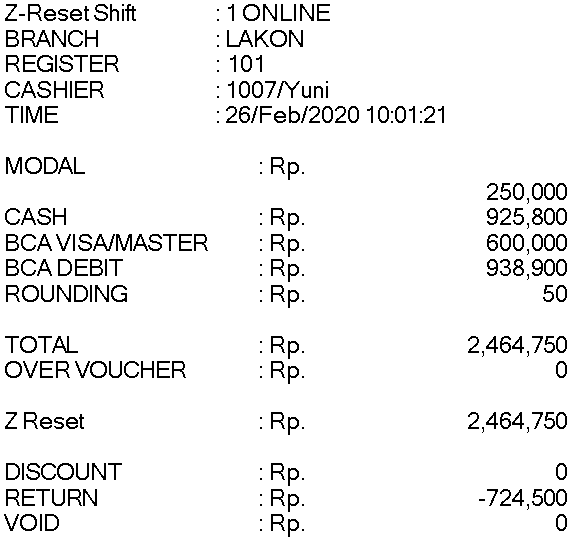 Z-Reset Shift : 1 ONLINE
BRANCH : LAKON
REGISTER : 101
CASHIER : 1007/Yuni
TIME : 26/Feb/2020 10:01:21
MODAL : Rp.
250,000
CASH : Rp. 925,800
BCA VISA/MASTER : Rp. 600,000
BCA DEBIT : Rp. 938,900
ROUNDING : Rp. 50
TOTAL : Rp. 2,464,750
OVER VOUCHER : Rp. 0
Z Reset : Rp. 2,464,750
DISCOUNT : Rp. 0
RETURN : Rp. -724,500
VOID : Rp. 0